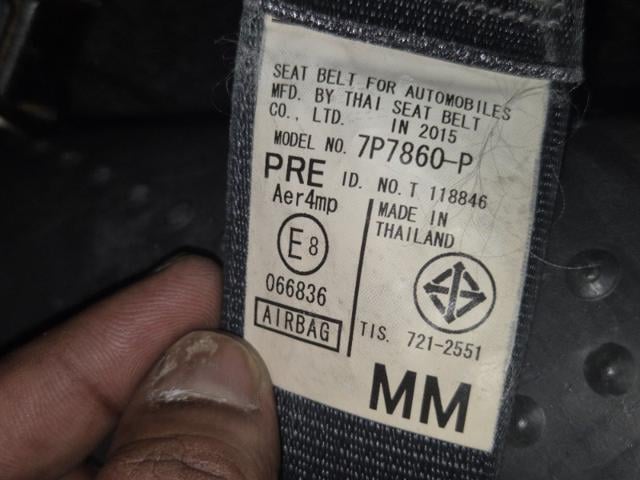 SEAT BELT FOR AUTOMOBILES
MFD. BY THAI SEAT BELT
CO., LTD. IN 2015
MODEL NO. 7P7860-P
PRE ID. NO. T 118846
Aer4mp
E8
066836
AIRBAG
MADE IN
THAILAND
TIS. 721-2551
MM